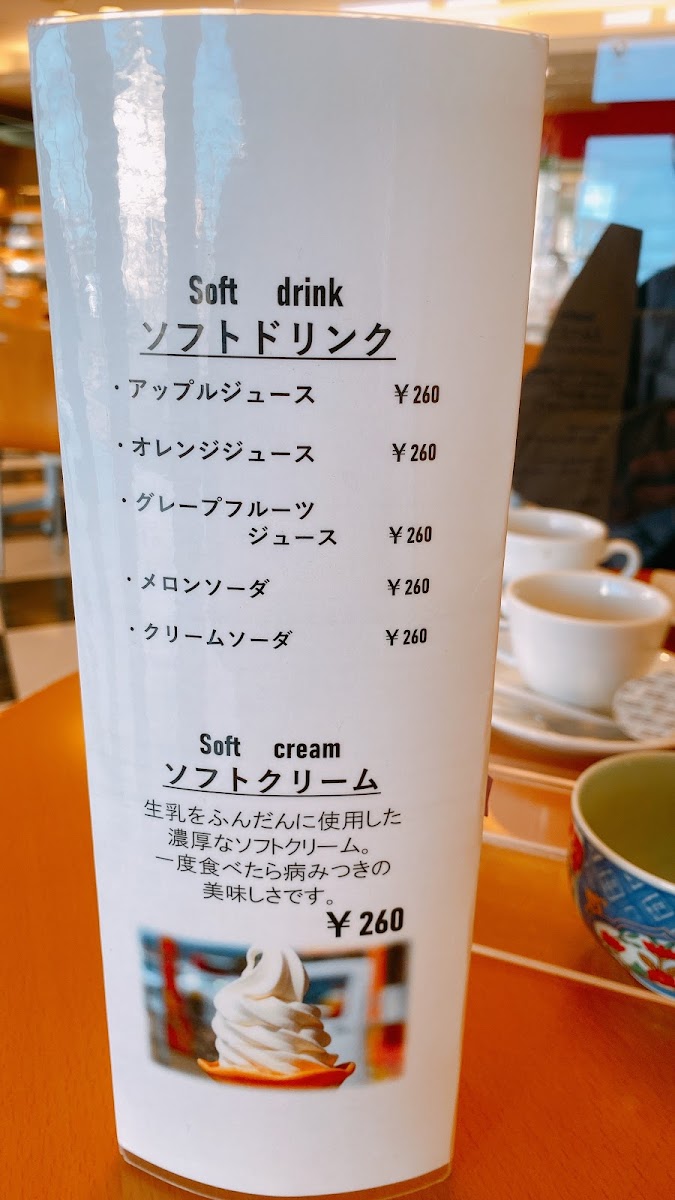 Soft drink
ソフトドリンク
・アップルジュース ￥260
・オレンジジュース ￥260
・グレープフルーツ
ジュース ￥260
・メロンソーダ ￥260
・クリームソーダ ￥260
Soft cream
ソフトクリーム
生乳をふんだんに使用した
濃厚なソフトクリーム。
一度食べたら病みつきの
美味しさです。
￥260